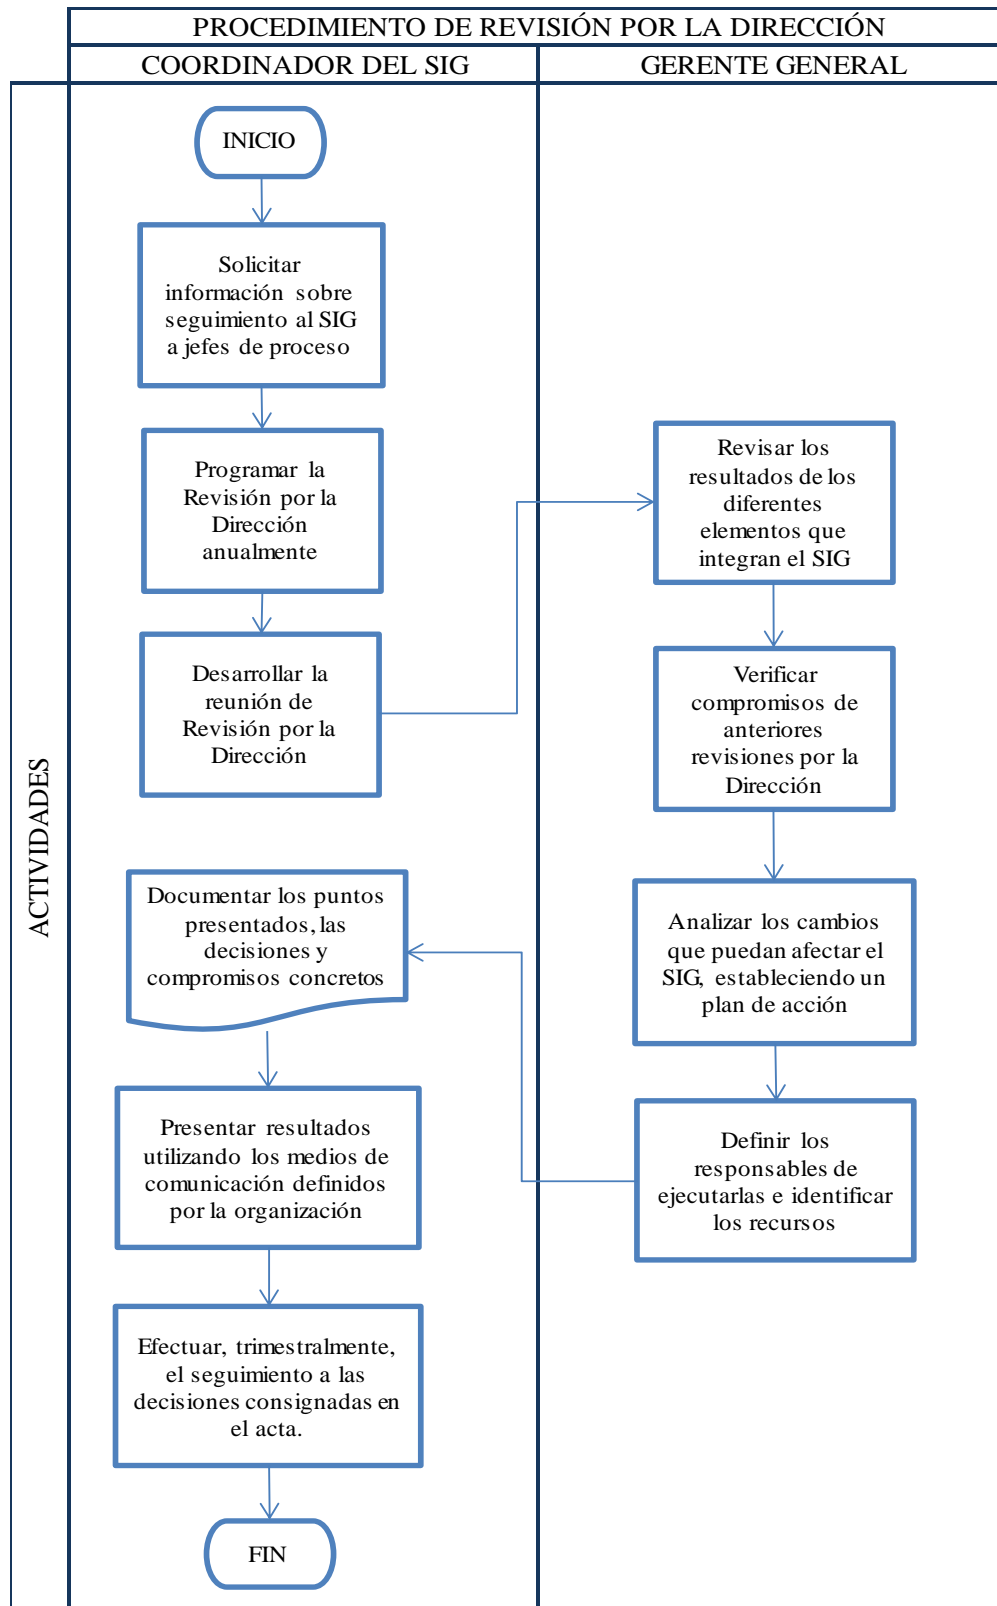 PROCEDIMIENTO DE REVISIÓN POR LA DIRECCIÓN
COORDINADOR DEL SIG
GERENTE GENERAL
ACTIVIDADES
INICIO
Solicitar
información sobre
seguimiento al SIG
a jefes de proceso
Programar la
Revisión por la
Dirección
anualmente
Desarrollar la
reunión de
Revisión por la
Dirección
Revisar los
resultados de los
diferentes
elementos que
integran el SIG
Verificar
compromisos de
anteriores
revisiones por la
Dirección
Analizar los cambios
que puedan afectar el
SIG, estableciendo un
plan de acción
Definir los
responsables de
ejecutarlas e identificar
los recursos
Documentar los puntos
presentados, las
decisiones y
compromisos concretos
Presentar resultados
utilizando los medios de
comunicación definidos
por la organización
Efectuar, trimestralmente,
el seguimiento a las
decisiones consignadas en
el acta.
FIN